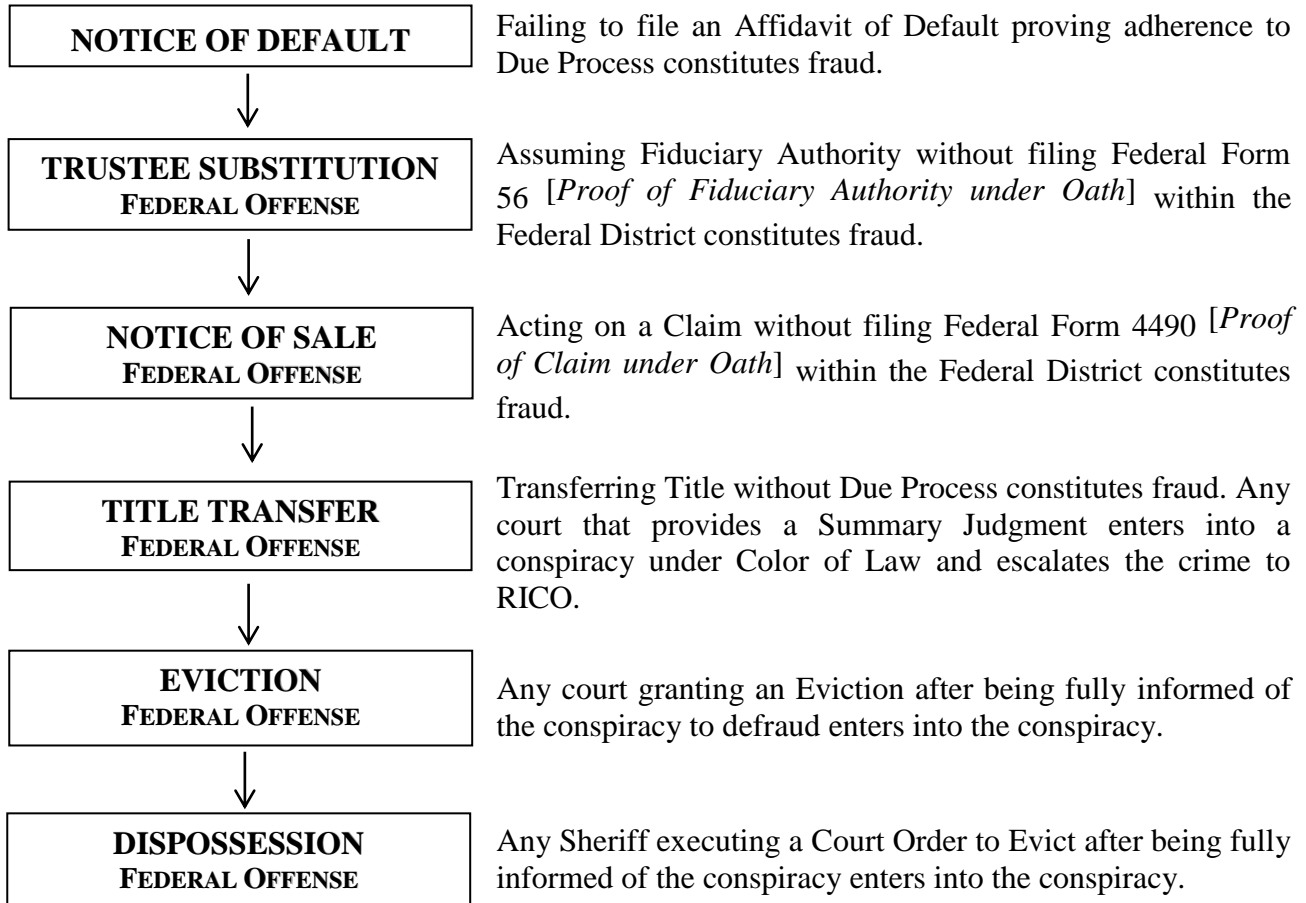 NOTICE OF DEFAULT
Failing to file an Affidavit of Default proving adherence to
Due Process constitutes fraud.
TRUSTEE SUBSTITUTION
FEDERAL OFFENSE
Assuming Fiduciary Authority without filing Federal Form
56 [Proof of Fiduciary Authority under Oath] within the
Federal District constitutes fraud.
NOTICE OF SALE
FEDERAL OFFENSE
Acting on a Claim without filing Federal Form 4490 [Proof
of Claim under Oath] within the Federal District constitutes
fraud.
TITLE TRANSFER
FEDERAL OFFENSE
Transferring Title without Due Process constitutes fraud. Any
court that provides a Summary Judgment enters into a
conspiracy under Color of Law and escalates the crime to
RICO.
EVICTION
FEDERAL OFFENSE
Any court granting an Eviction after being fully informed of
the conspiracy to defraud enters into the conspiracy.
DISPOSSESSION
FEDERAL OFFENSE
Any Sheriff executing a Court Order to Evict after being fully
informed of the conspiracy enters into the conspiracy.